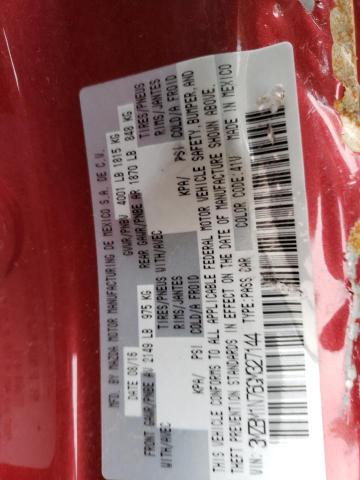 MFD. BY MAZDA MOTOR MANUFACTURING DE MEXICO S.A. DE C.V.
DATE 08/16 GVWR/PNBV 4001 LB 1815 KG
FRONT GAWR/PNBE AV 2149 LB 975 KG REAR GAWR/PNBE AR 1870 LB 848 KG
WITH/AVEC TIRES/PNEUS WITH/AVEC TIRES/PNEUS
RIMS/JANTES RIMS/JANTES
KPA/ PSI COLD/A FROID KPA/ PSI COLD/A FROID
THIS VEHICLE CONFORMS TO ALL APPLICABLE FEDERAL MOTOR VEHICLE SAFETY, BUMPER, AND
THEFT PREVENTION STANDARDS IN EFFECT ON THE DATE OF MANUFACTURE SHOWN ABOVE.
VIN: TYPE:PASS CAR COLOR CODE:41V MADE IN MEXICO